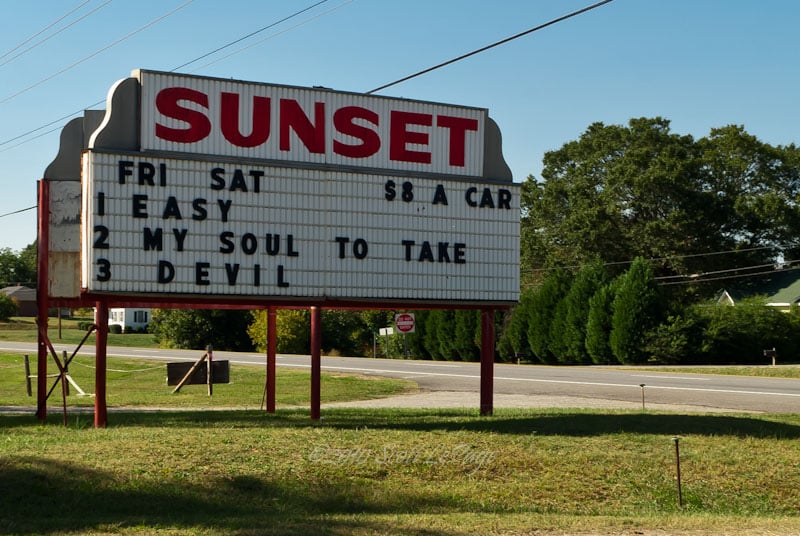 SUNSET
FRI SAT $8 A CAR
1 EASY
2 MY SOUL TO TAKE
3 DEVIL